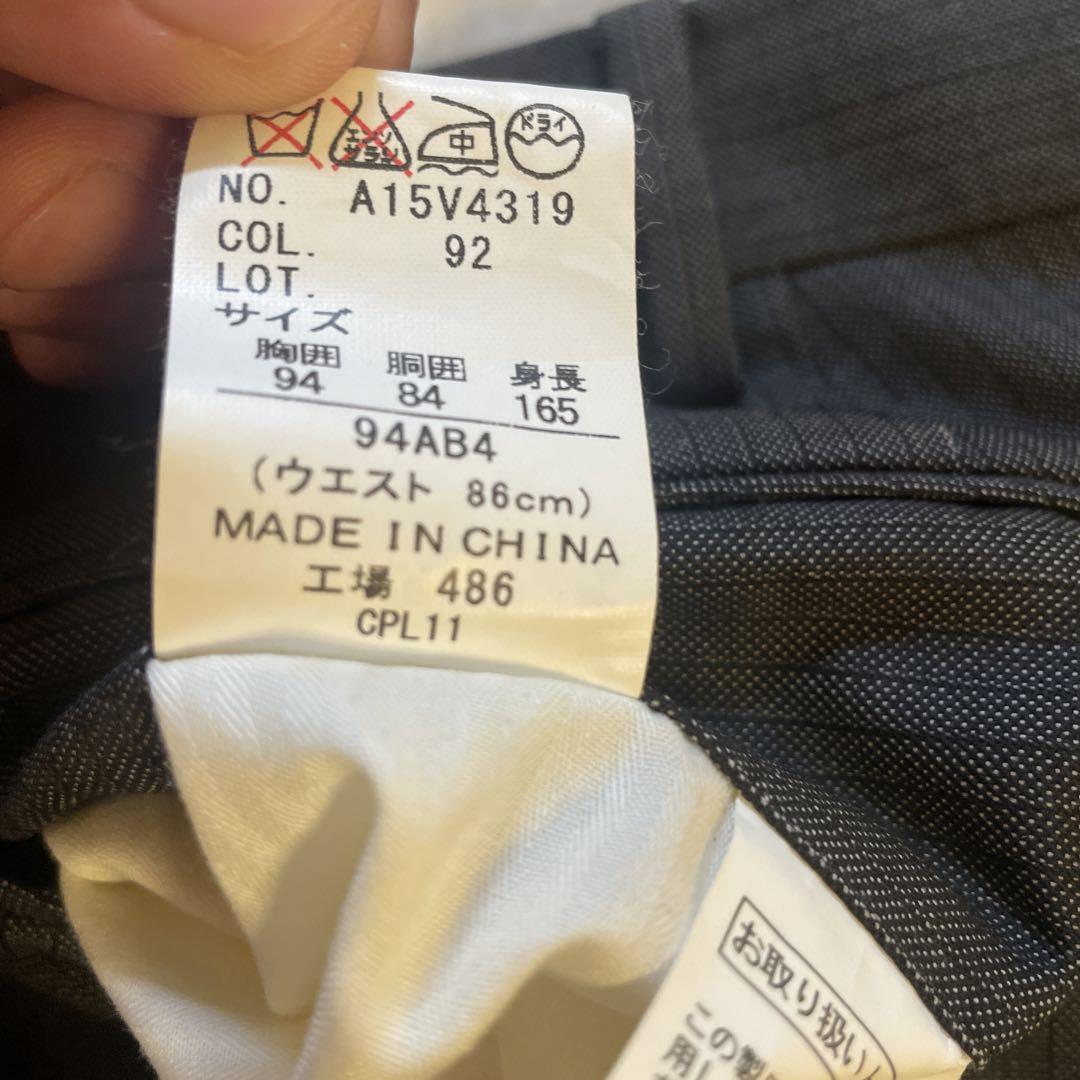 エンソ
サラシ
中
ドライ
NO. A15V4319
COL. 92
LOT.
サイズ
胸囲 胴囲 身長
94 84 165
94AB4
(ウエスト 86cm)
MADE IN CHINA
工場 486
CPL11
お取り扱い
この製
用し